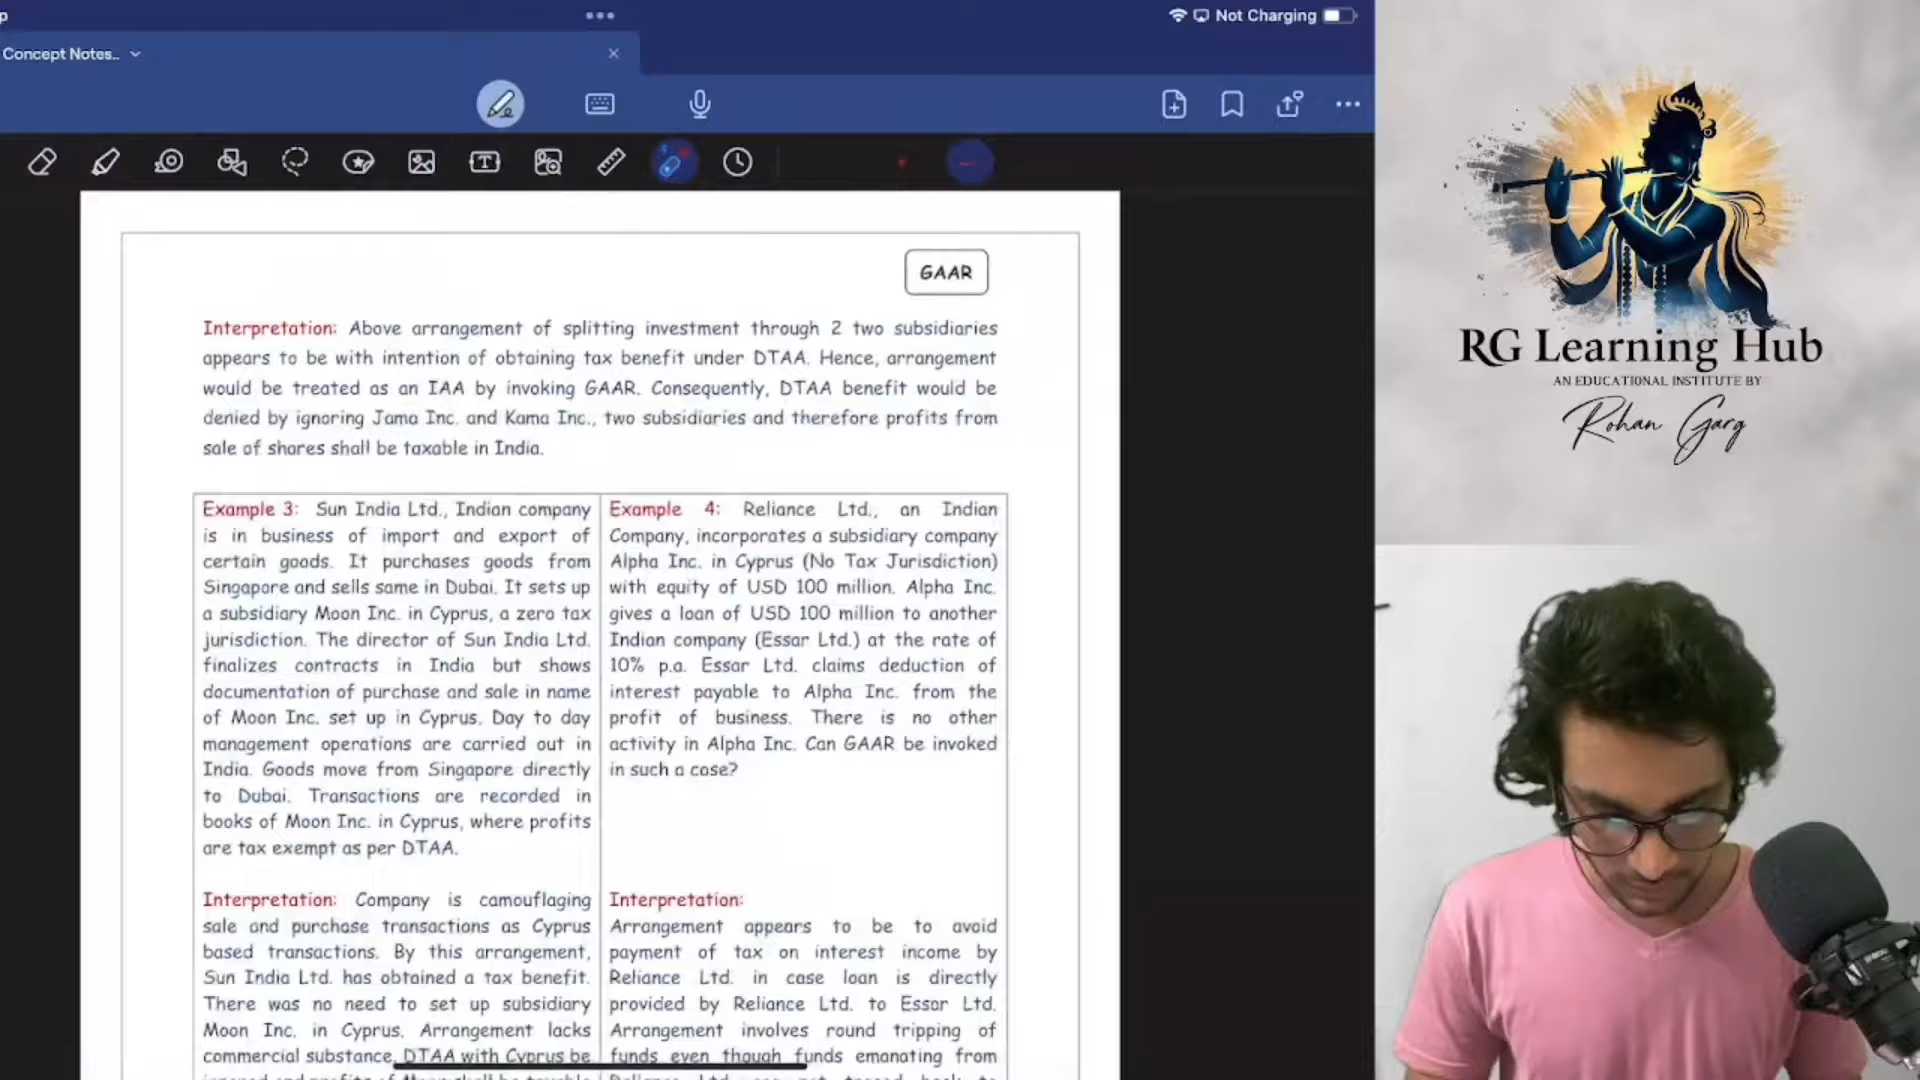 p
Not Charging
Concept Notes..
GAAR
Interpretation: Above arrangement of splitting investment through 2 two subsidiaries
appears to be with intention of obtaining tax benefit under DTAA. Hence, arrangement
would be treated as an IAA by invoking GAAR. Consequently, DTAA benefit would be
denied by ignoring Jama Inc. and Kama Inc., two subsidiaries and therefore profits from
sale of shares shall be taxable in India.
Example 3: Sun India Ltd., Indian company
is in business of import and export of
certain goods. It purchases goods from
Singapore and sells same in Dubai. It sets up
a subsidiary Moon Inc. in Cyprus, a zero tax
jurisdiction. The director of Sun India Ltd.
finalizes contracts in India but shows
documentation of purchase and sale in name
of Moon Inc. set up in Cyprus. Day to day
management operations are carried out in
India. Goods move from Singapore directly
to Dubai. Transactions are recorded in
books of Moon Inc. in Cyprus, where profits
are tax exempt as per DTAA.
Interpretation: Company is camouflaging
sale and purchase transactions as Cyprus
based transactions. By this arrangement,
Sun India Ltd. has obtained a tax benefit.
There was no need to set up subsidiary
Moon Inc. in Cyprus. Arrangement lacks
commercial substance. DTAA with Cyprus be
Example 4: Reliance Ltd., an Indian
Company, incorporates a subsidiary company
Alpha Inc. in Cyprus (No Tax Jurisdiction)
with equity of USD 100 million. Alpha Inc.
gives a loan of USD 100 million to another
Indian company (Essar Ltd.) at the rate of
10% p.a. Essar Ltd. claims deduction of
interest payable to Alpha Inc. from the
profit of business. There is no other
activity in Alpha Inc. Can GAAR be invoked
in such a case?
Interpretation:
Arrangement appears to be to avoid
payment of tax on interest income by
Reliance Ltd. in case loan is directly
provided by Reliance Ltd. to Essar Ltd.
Arrangement involves round tripping of
funds even though funds emanating from
RG Learning Hub
AN EDUCATIONAL INSTITUTE BY
Rohan Garg